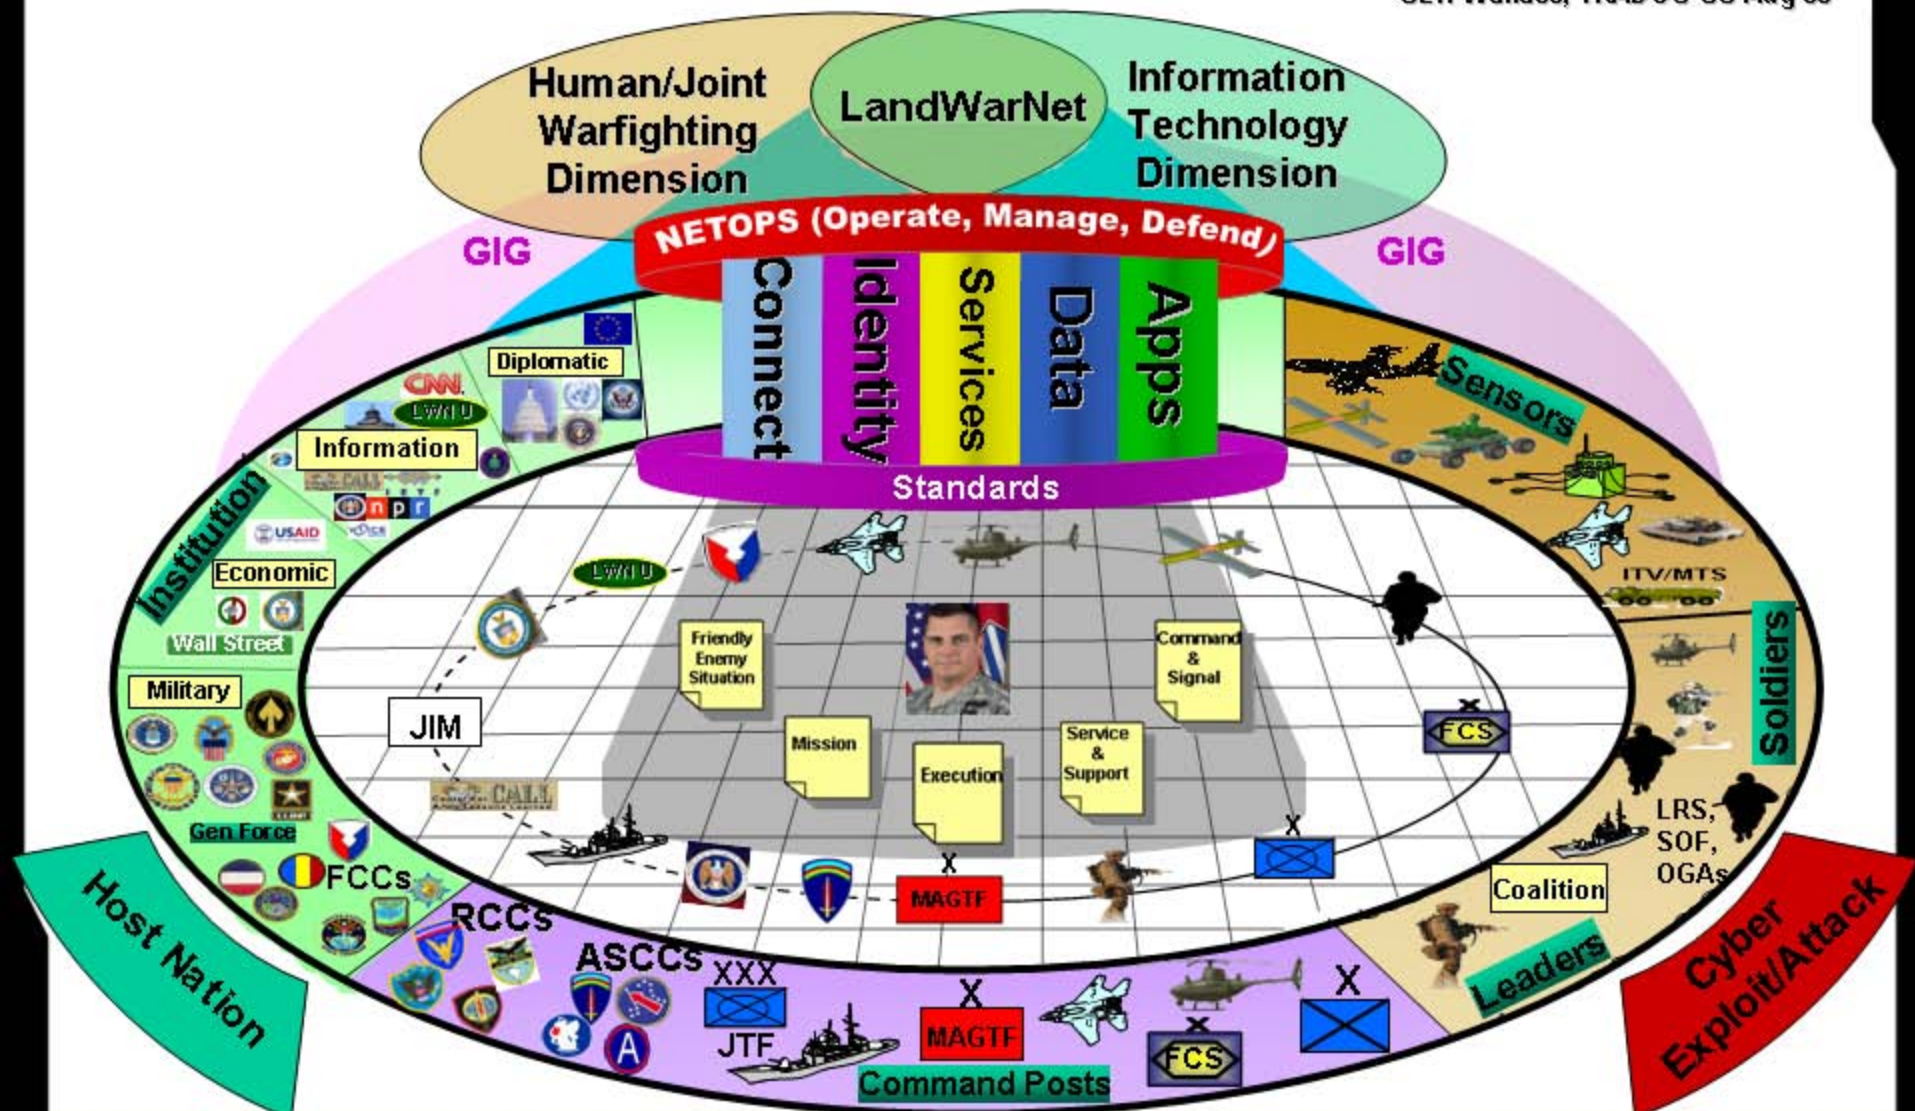 Human/Joint
Warfighting
Dimension
LandWarNet
Information
Technology
Dimension
NETOPS (Operate, Manage, Defend)
GIG
GIG
Connect
Identity
Services
Data
Apps
Standards
Diplomatic
CNN
LWN U
Information
CALL
npr
Institution
USAID
Economic
Wall Street
Military
Gen Force
FCCs
Sensors
ITV/MTS
Soldiers
LRS,
SOF,
OGAs
Coalition
Leaders
LWN U
JIM
CALL
Friendly
Enemy
Situation
Mission
Execution
Service
&
Support
Command
&
Signal
FCS
X
X
MAGTF
X
RCCs
ASCCs
XXX
JTF
A
X
MAGTF
X
FCS
X
Command Posts
Host Nation
Cyber
Exploit/Attack